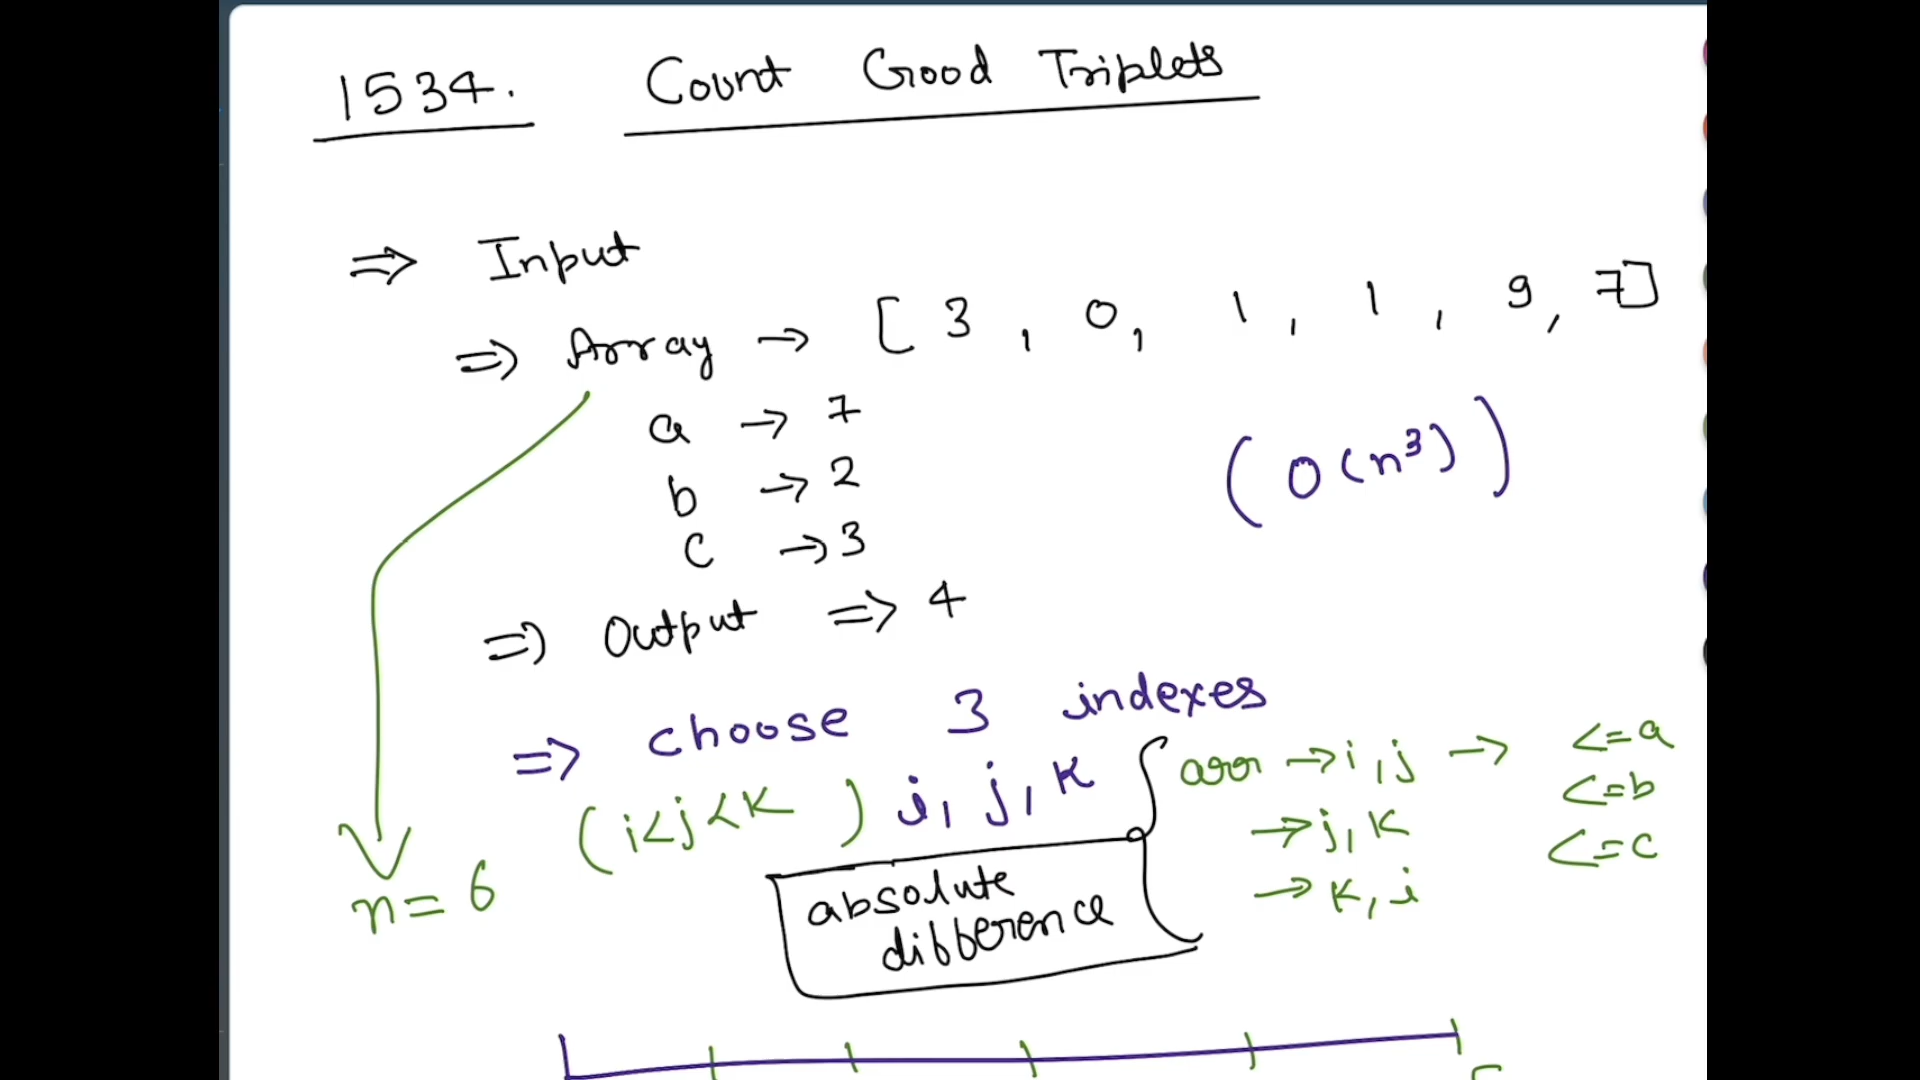 1534. Count Good Triplets
=> Input
=> Array -> [ 3 , 0, 1 , 1 , 9, 7]
a -> 7
b -> 2
c -> 3
(O(n³))
=> Output => 4
=> choose 3 indexes
(i<j<k) i, j, k
arr -> i, j -> <= a
-> j, k <= b
-> k, i <= c
n = 6
absolute
difference